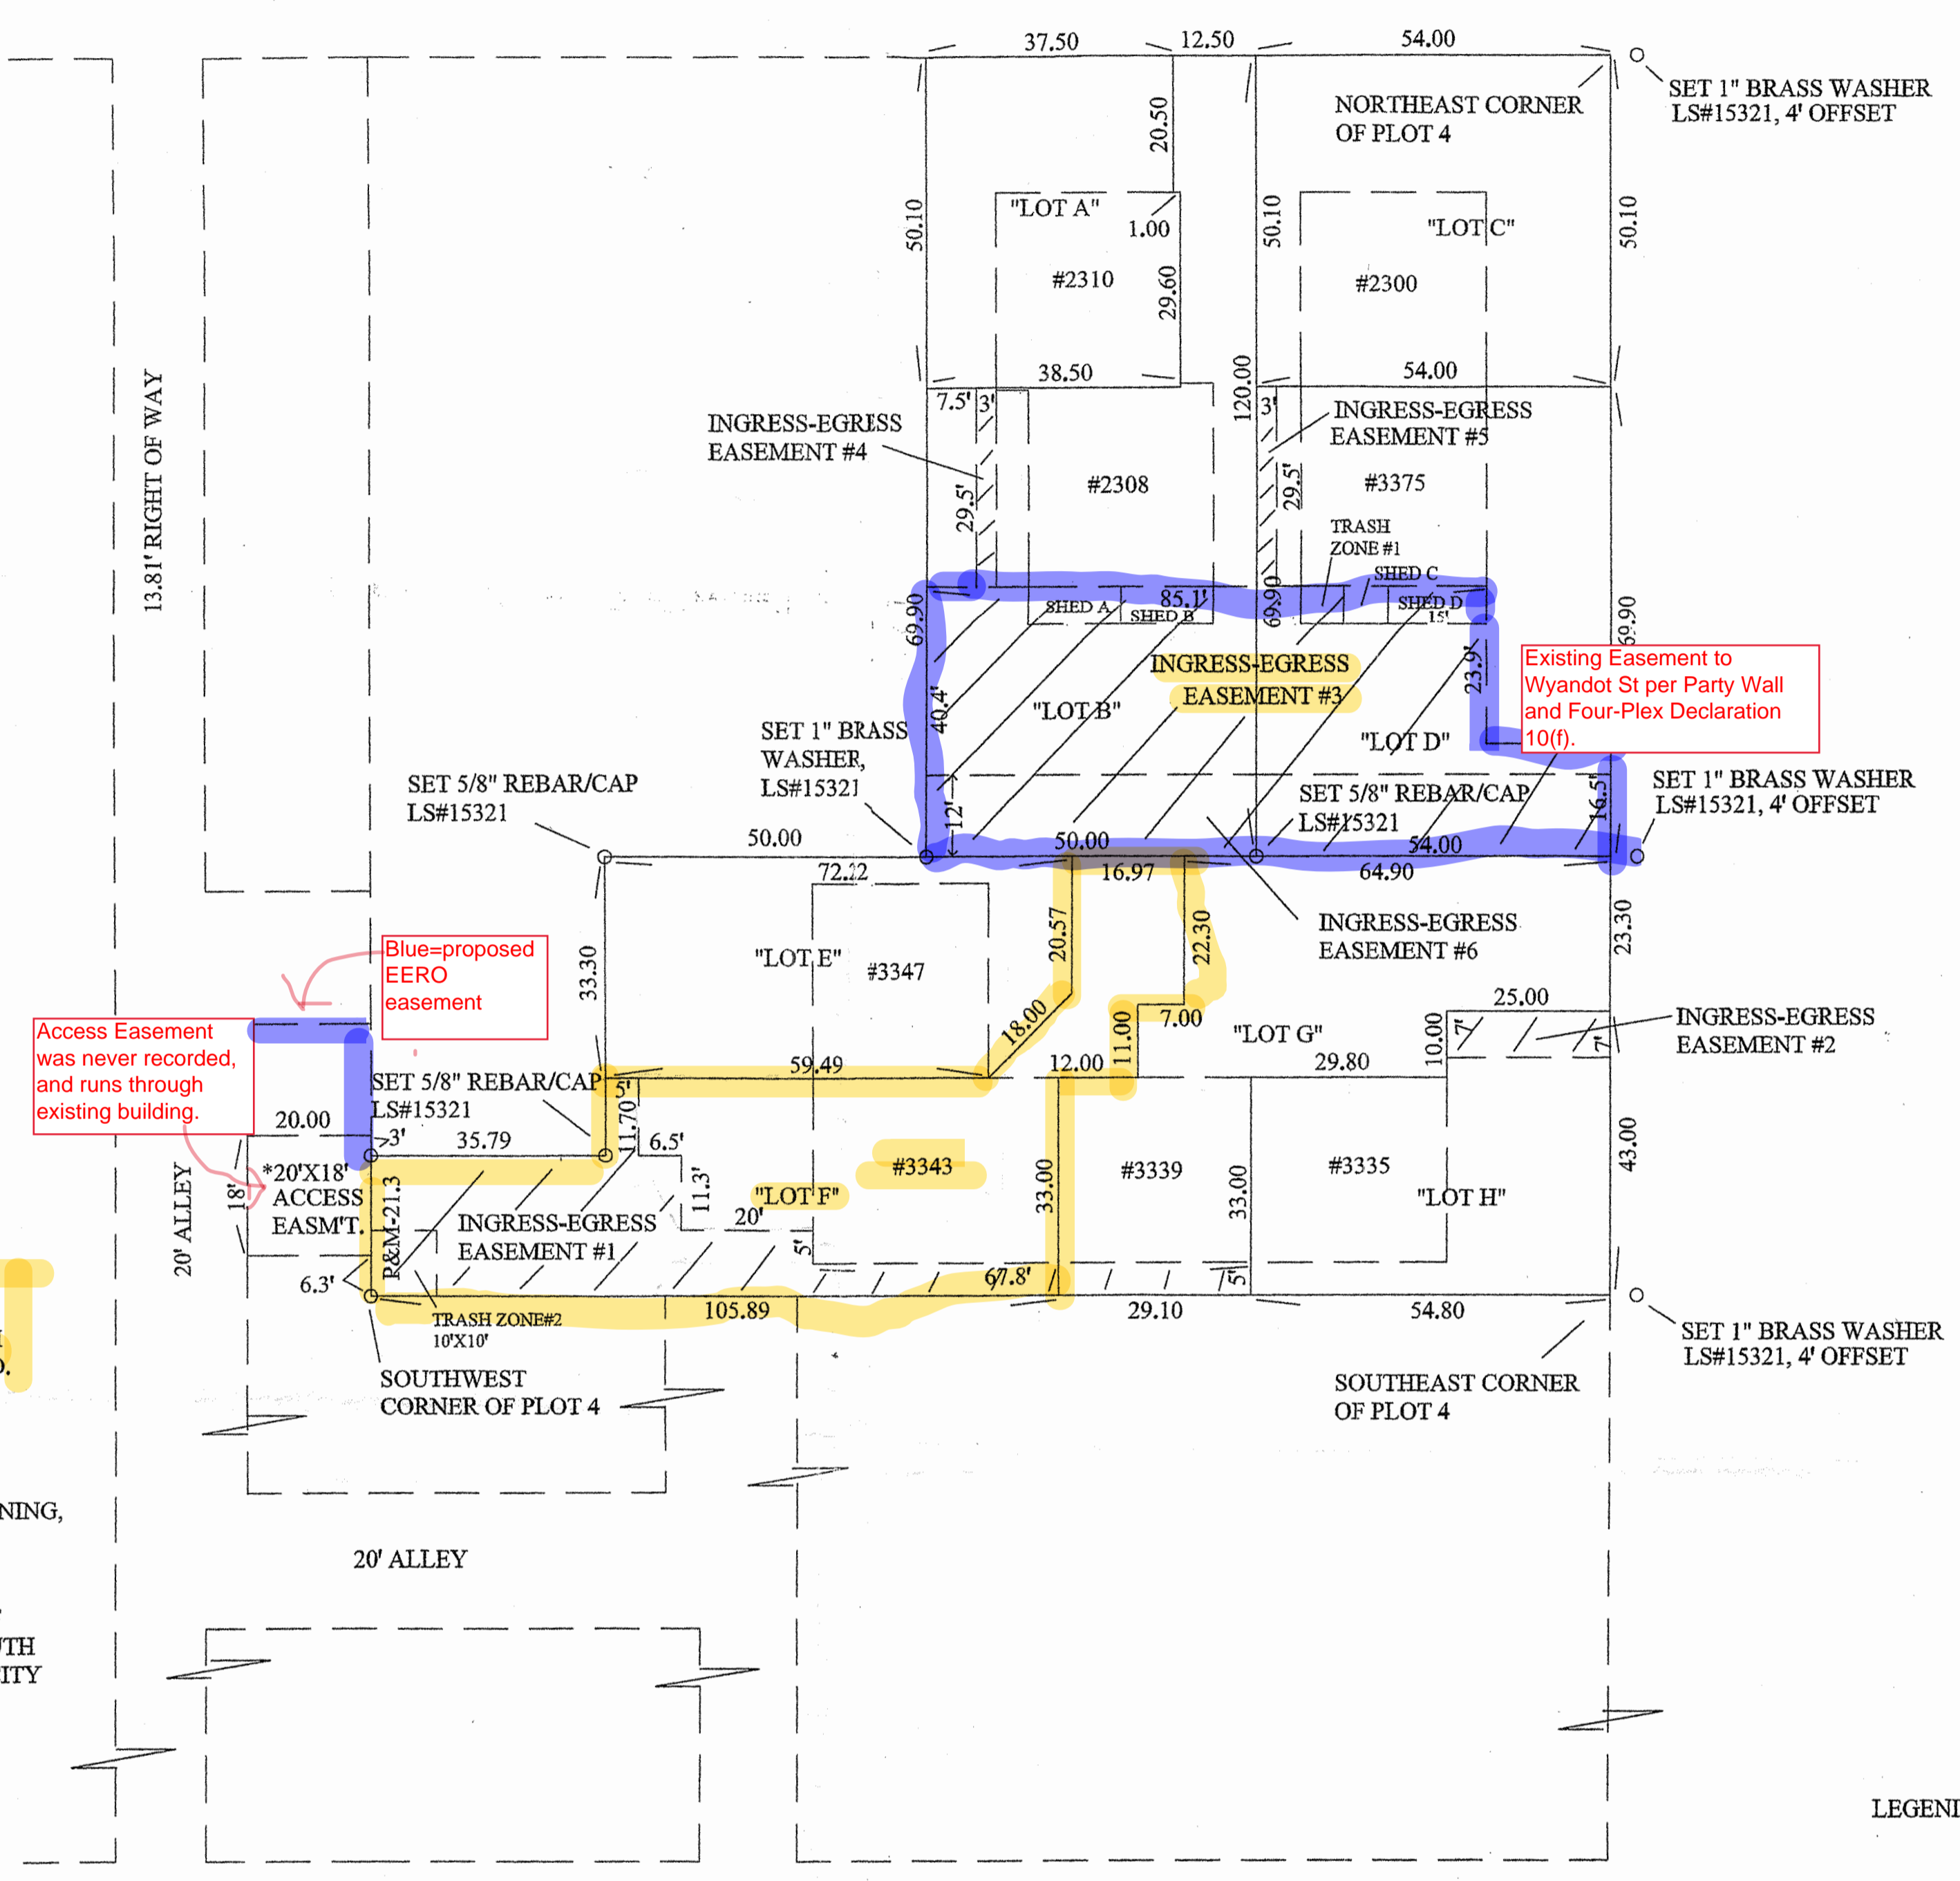 37.50
12.50
54.00
SET 1" BRASS WASHER
LS#15321, 4' OFFSET
NORTHEAST CORNER
OF PLOT 4
20.50
50.10
"LOT A"
1.00
50.10
"LOT C"
50.10
#2310
29.60
#2300
13.81' RIGHT OF WAY
38.50
120.00
54.00
7.5'
3'
3'
INGRESS-EGRESS
EASEMENT #4
INGRESS-EGRESS
EASEMENT #5
29.5'
#2308
29.5'
#3375
TRASH
ZONE #1
SHED C
69.90
SHED A
85.1'
SHED B
69.90
SHED D
15'
69.90
INGRESS-EGRESS
EASEMENT #3
23.9'
Existing Easement to
Wyandot St per Party Wall
and Four-Plex Declaration
10(f).
40.4'
"LOT B"
"LOT D"
SET 1" BRASS
WASHER,
LS#15321
SET 5/8" REBAR/CAP
LS#15321
12'
SET 5/8" REBAR/CAP
LS#15321
16.5'
SET 1" BRASS WASHER
LS#15321, 4' OFFSET
50.00
50.00
54.00
72.22
16.97
64.90
20.57
22.30
INGRESS-EGRESS
EASEMENT #6
23.30
33.30
"LOT E"
#3347
Blue=proposed
EERO
easement
18.00
7.00
11.00
"LOT G"
25.00
10.00
7'
7'
INGRESS-EGRESS
EASEMENT #2
Access Easement
was never recorded,
and runs through
existing building.
59.49
12.00
29.80
SET 5/8" REBAR/CAP
LS#15321
5'
11.70'
20.00
3'
35.79
6.5'
20' ALLEY
18'
*20'X18'
ACCESS
EASM'T.
P&M-21.3
11.3'
#3343
"LOT F"
33.00
#3339
33.00
#3335
"LOT H"
43.00
INGRESS-EGRESS
EASEMENT #1
20'
5'
6.3'
67.8'
5'
105.89
29.10
54.80
TRASH ZONE#2
10'X10'
SET 1" BRASS WASHER
LS#15321, 4' OFFSET
SOUTHWEST
CORNER OF PLOT 4
SOUTHEAST CORNER
OF PLOT 4
NING,
20' ALLEY
UTH
CITY
LEGEND